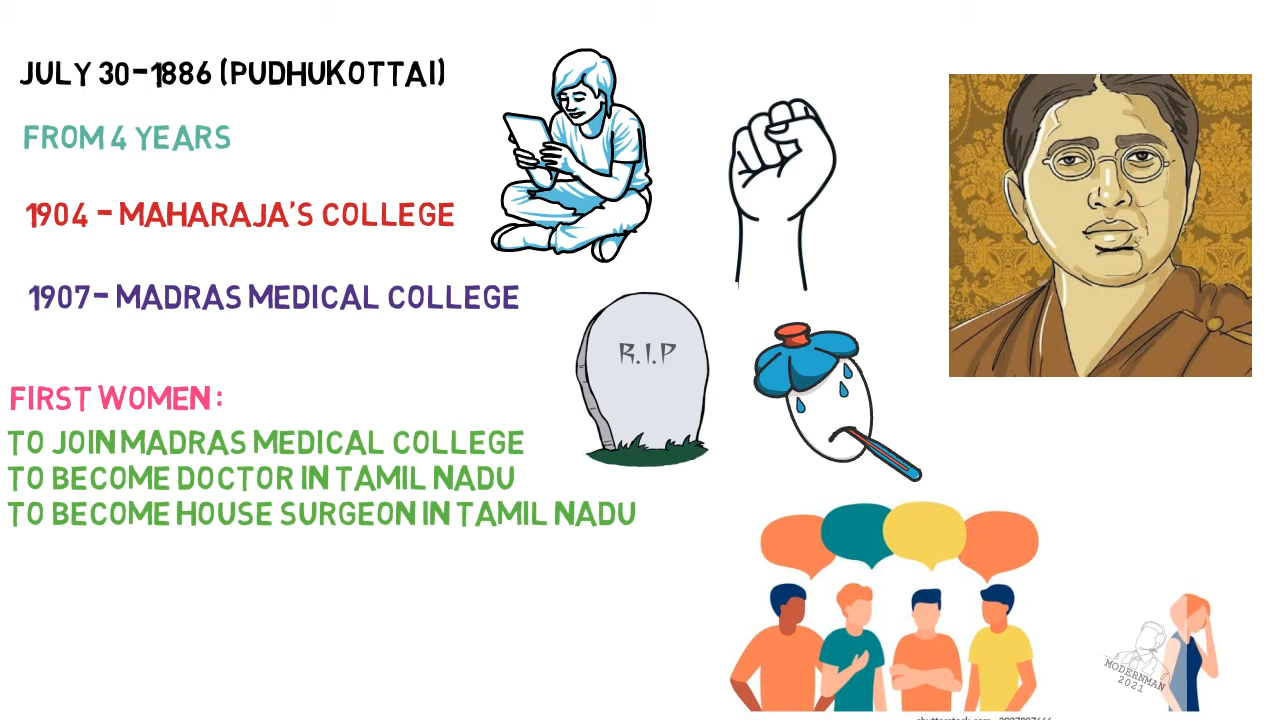 JULY 30-1886 (PUDHUKOTTAI)
FROM 4 YEARS
1904 - MAHARAJA'S COLLEGE
1907- MADRAS MEDICAL COLLEGE
R.I.P
FIRST WOMEN :
TO JOIN MADRAS MEDICAL COLLEGE
TO BECOME DOCTOR IN TAMIL NADU
TO BECOME HOUSE SURGEON IN TAMIL NADU
MODERNMAN
2021